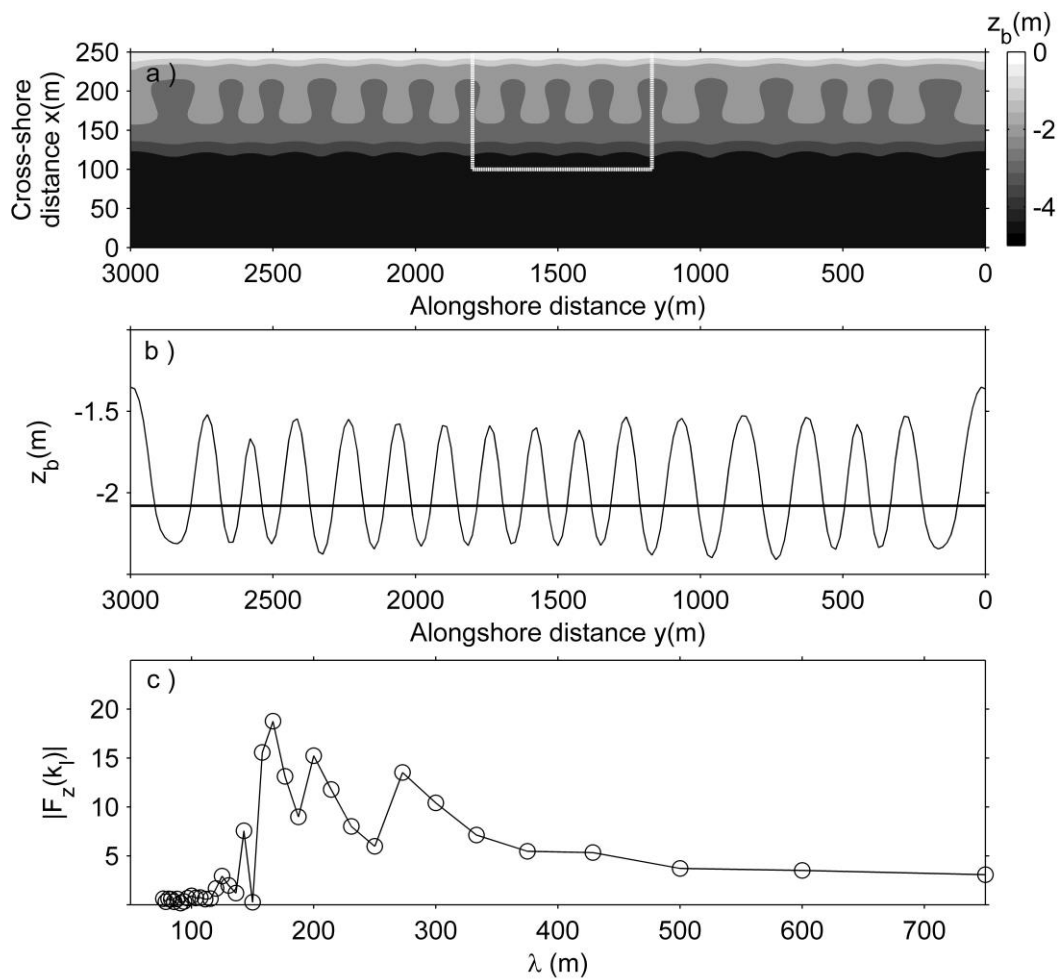 z_b(m)
a )
Cross-shore
distance x(m)
250
200
150
100
50
0
0
-2
-4
3000 2500 2000 1500 1000 500 0
Alongshore distance y(m)
b )
z_b(m)
-1.5
-2
3000 2500 2000 1500 1000 500 0
Alongshore distance y(m)
c )
|F_z(k_l)|
20
15
10
5
100 200 300 400 500 600 700
λ (m)